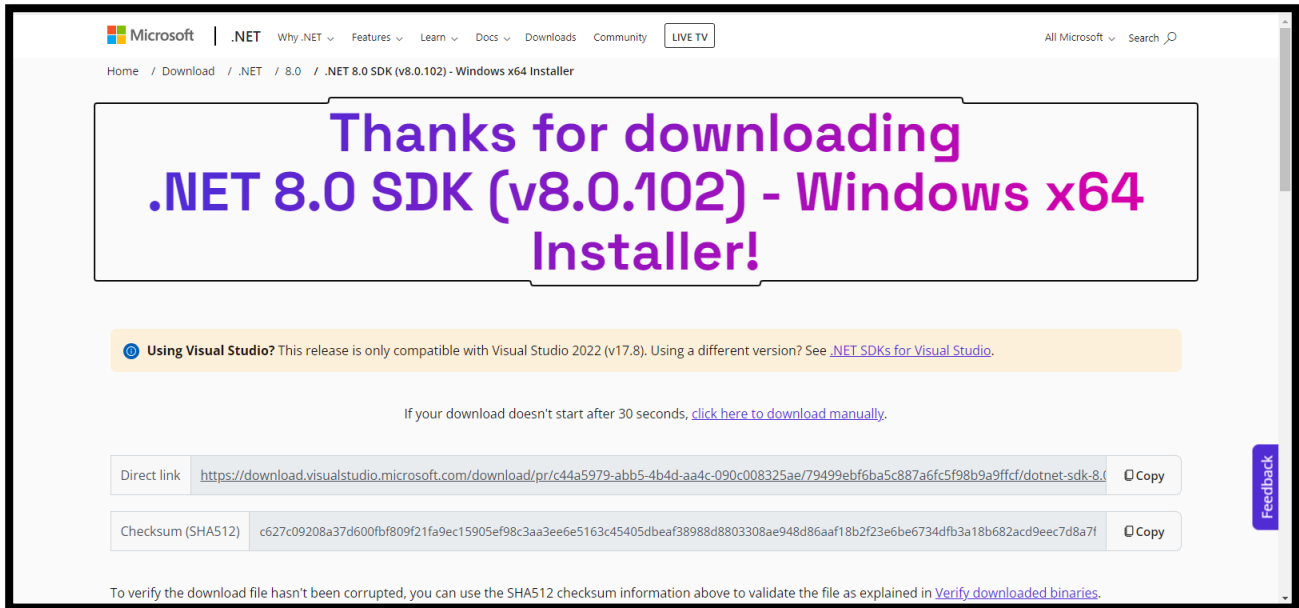 Microsoft | .NET Why .NET Features Learn Docs Downloads Community LIVE TV All Microsoft Search
Home / Download / .NET / 8.0 / .NET 8.0 SDK (v8.0.102) - Windows x64 Installer
Thanks for downloading
.NET 8.0 SDK (v8.0.102) - Windows x64
Installer!
Using Visual Studio? This release is only compatible with Visual Studio 2022 (v17.8). Using a different version? See .NET SDKs for Visual Studio.
If your download doesn't start after 30 seconds, click here to download manually.
Direct link https://download.visualstudio.microsoft.com/download/pr/c44a5979-abb5-4b4d-aa4c-090c008325ae/79499ebf6ba5c887a6fc5f98b9a9ffcf/dotnet-sdk-8.( Copy
Feedback
Checksum (SHA512) c627c09208a37d600fbf809f21fa9ec15905ef98c3aa3ee6e5163c45405dbeaf38988d8803308ae948d86aaf18b2f23e6be6734dfb3a18b682acd9eec7d8a7f Copy
To verify the download file hasn't been corrupted, you can use the SHA512 checksum information above to validate the file as explained in Verify downloaded binaries.